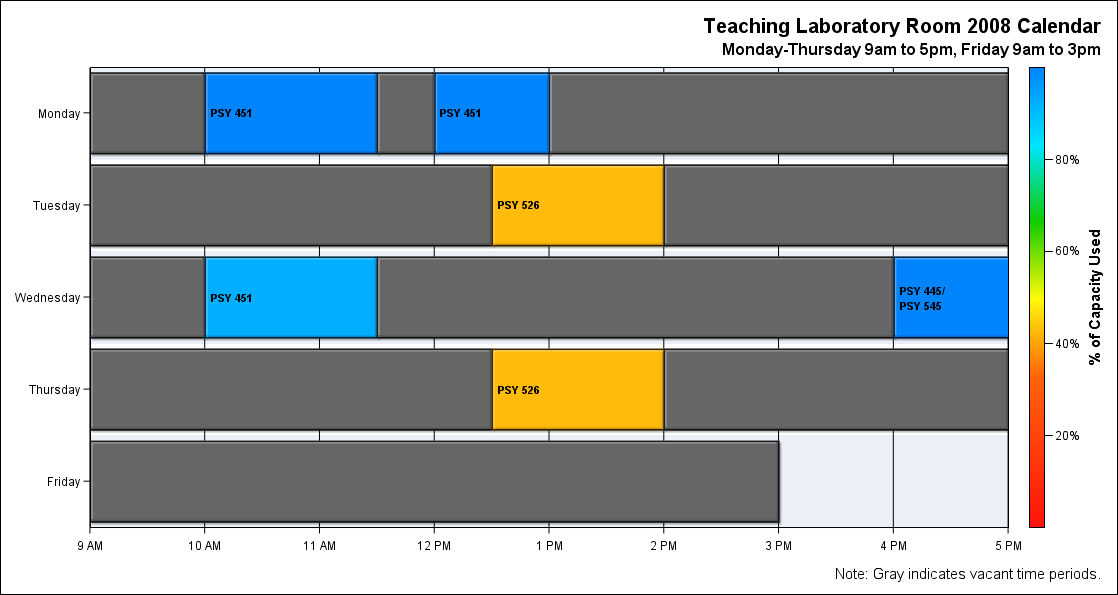 Teaching Laboratory Room 2008 Calendar
Monday-Thursday 9am to 5pm, Friday 9am to 3pm
Monday
PSY 451
PSY 451
Tuesday
PSY 526
Wednesday
PSY 451
PSY 445/
PSY 545
Thursday
PSY 526
Friday
9 AM
10 AM
11 AM
12 PM
1 PM
2 PM
3 PM
4 PM
5 PM
80%
60%
40%
20%
% of Capacity Used
Note: Gray indicates vacant time periods.